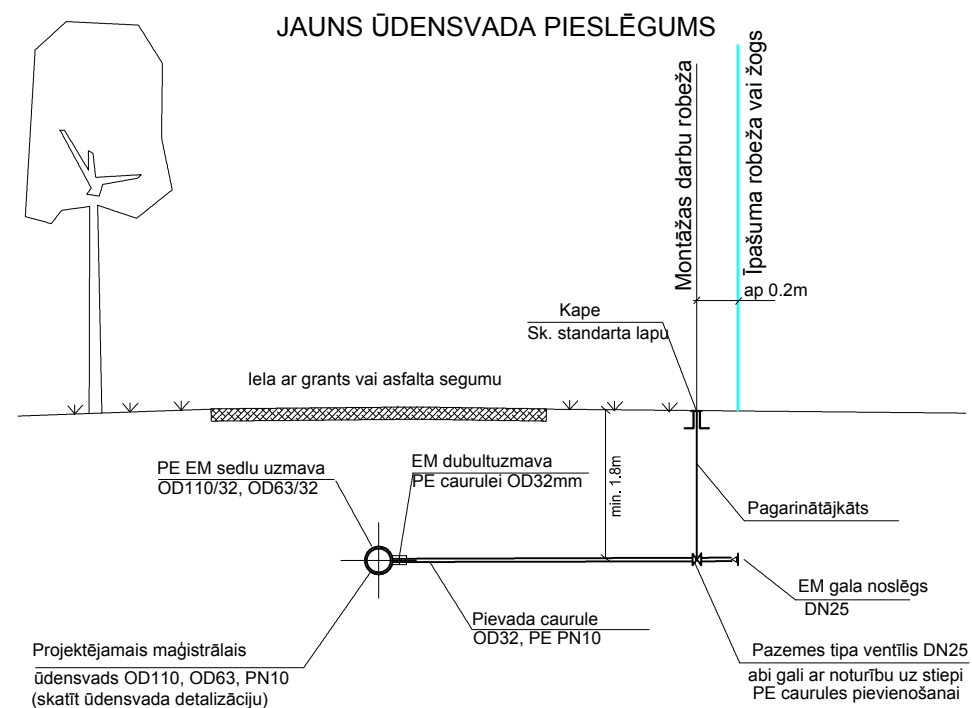 JAUNS ŪDENSVADA PIESLĒGUMS
Montāžas darbu robeža
Īpašuma robeža vai žogs
ap 0.2m
Kape
Sk. standarta lapu
Iela ar grants vai asfalta segumu
PE EM sedlu uzmava
OD110/32, OD63/32
EM dubultuzmava
PE caurulei OD32mm
min. 1.8m
Pagarinātājkāts
EM gala noslēgs
DN25
Pievada caurule
OD32, PE PN10
Projektējamais maģistrālais
ūdensvads OD110, OD63, PN10
(skatīt ūdensvada detalizāciju)
Pazemes tipa ventīlis DN25
abi gali ar noturību uz stiepi
PE caurules pievienošanai